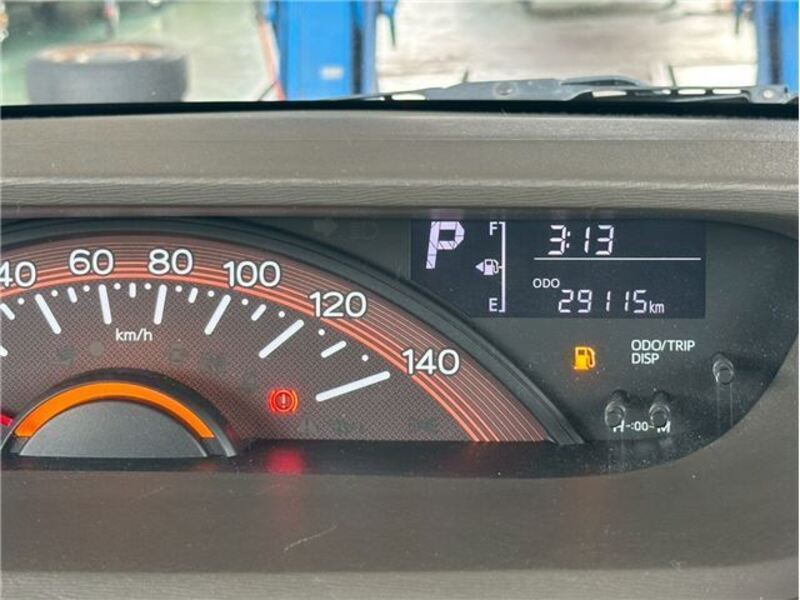 P
F
E
3:13
ODO
29115km
40
60
80
100
120
140
km/h
ODO/TRIP
DISP
H -:00- M